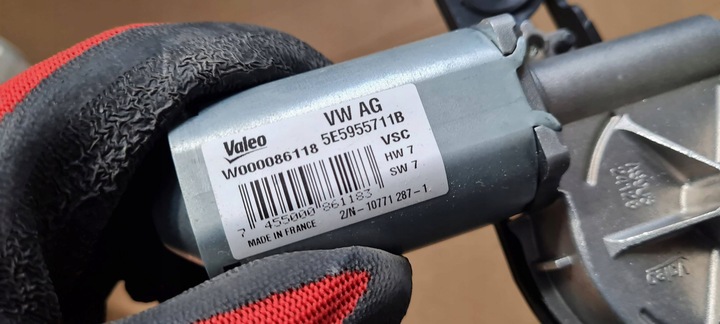 Valeo
VW AG
W000086118 5E5955711B
VSC
HW 7
SW 7
7 455000 861183
2/N-10771 287-1
MADE IN FRANCE
Valeo